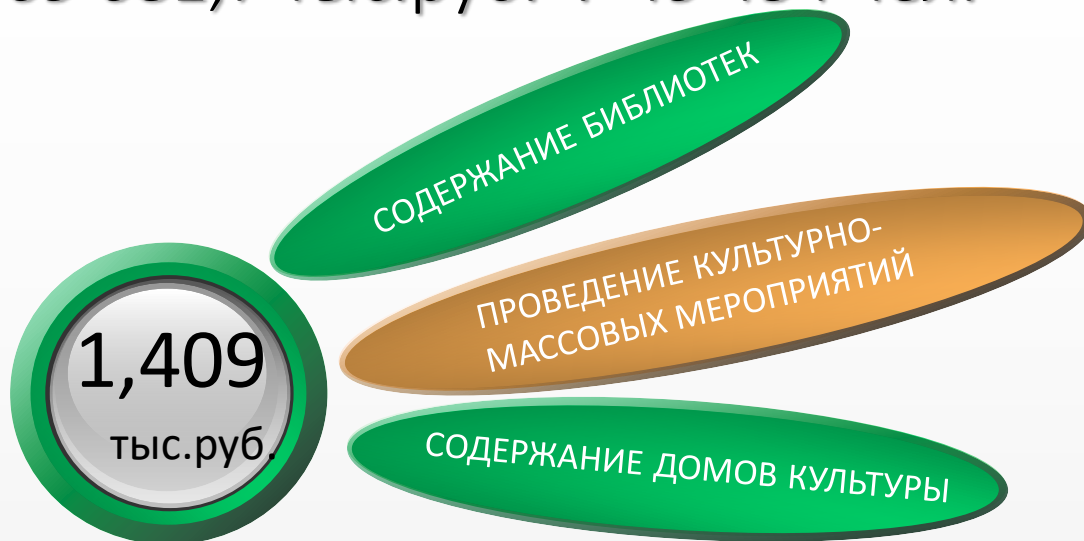 СОДЕРЖАНИЕ БИБЛИОТЕК
ПРОВЕДЕНИЕ КУЛЬТУРНО-
МАССОВЫХ МЕРОПРИЯТИЙ
1,409
тыс.руб.
СОДЕРЖАНИЕ ДОМОВ КУЛЬТУРЫ